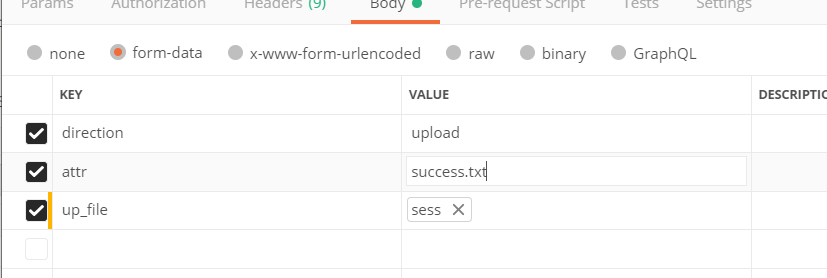 Params Authorization Headers (9) Body Pre-request Script Tests Settings
none form-data x-www-form-urlencoded raw binary GraphQL
KEY VALUE DESCRIPTIO
direction upload
attr success.txt
up_file sess